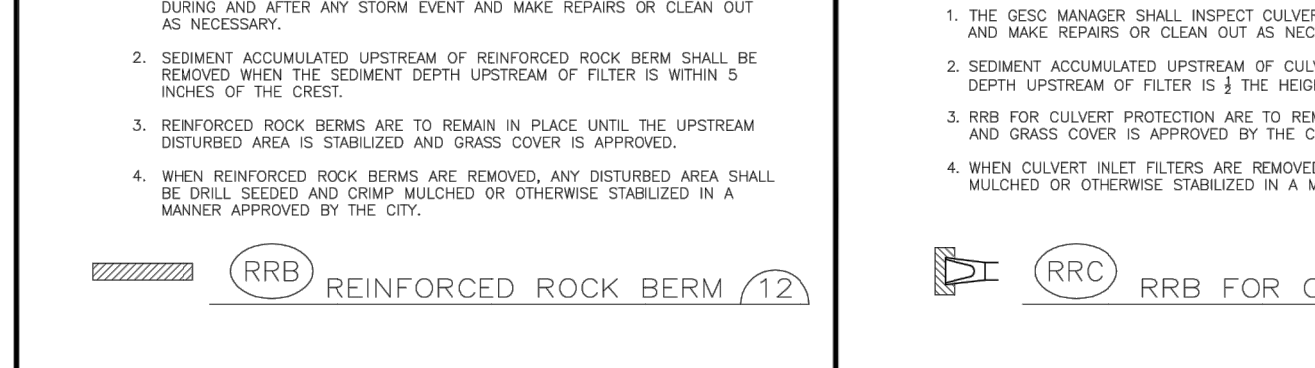 DURING AND AFTER ANY STORM EVENT AND MAKE REPAIRS OR CLEAN OUT
AS NECESSARY.
2. SEDIMENT ACCUMULATED UPSTREAM OF REINFORCED ROCK BERM SHALL BE
REMOVED WHEN THE SEDIMENT DEPTH UPSTREAM OF FILTER IS WITHIN 5
INCHES OF THE CREST.
3. REINFORCED ROCK BERMS ARE TO REMAIN IN PLACE UNTIL THE UPSTREAM
DISTURBED AREA IS STABILIZED AND GRASS COVER IS APPROVED.
4. WHEN REINFORCED ROCK BERMS ARE REMOVED, ANY DISTURBED AREA SHALL
BE DRILL SEEDED AND CRIMP MULCHED OR OTHERWISE STABILIZED IN A
MANNER APPROVED BY THE CITY.
RRB REINFORCED ROCK BERM 12
1. THE GESC MANAGER SHALL INSPECT
AND MAKE REPAIRS OR CLEAN OUT AS
2. SEDIMENT ACCUMULATED UPSTREAM OF
DEPTH UPSTREAM OF FILTER IS ½ THE
3. RRB FOR CULVERT PROTECTION ARE TO
AND GRASS COVER IS APPROVED BY THE
4. WHEN CULVERT INLET FILTERS ARE
MULCHED OR OTHERWISE STABILIZED IN A
RRC RRB FOR